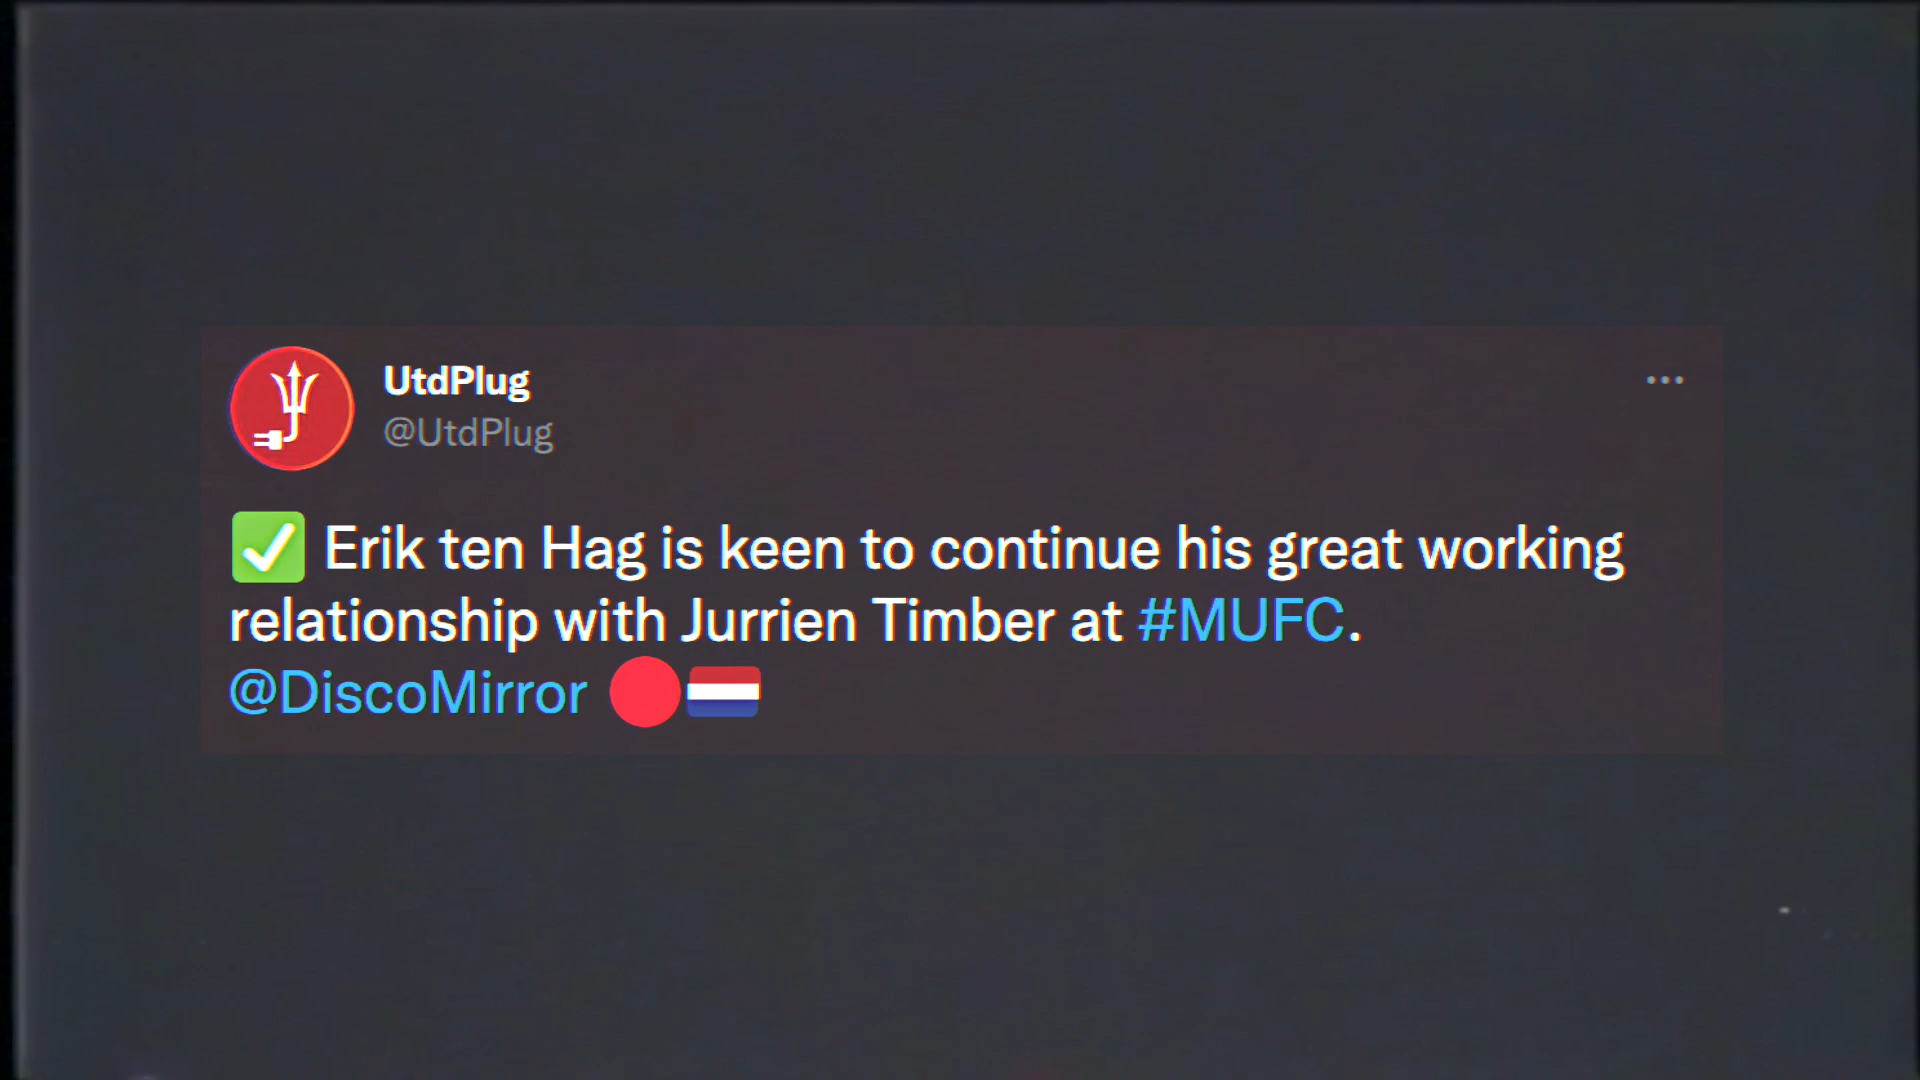 UtdPlug
@UtdPlug
✅ Erik ten Hag is keen to continue his great working
relationship with Jurrien Timber at #MUFC.
@DiscoMirror 🔴🇳🇱